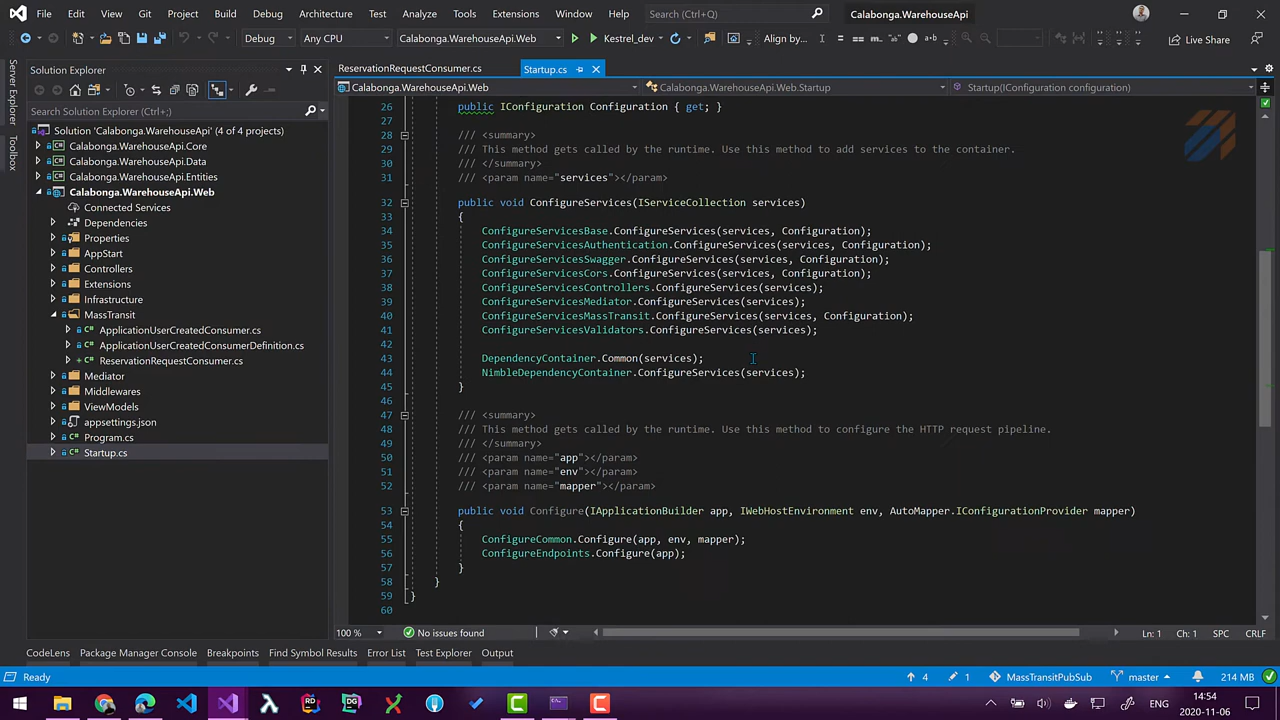 File Edit View Git Project Build Debug Architecture Test Analyze Tools Extensions Window Help Search (Ctrl+Q) Calabonga.WarehouseApi
Debug Any CPU Calabonga.WarehouseApi.Web Kestrel_dev Align by... Live Share
Server Explorer
Toolbox
Solution Explorer
Search Solution Explorer (Ctrl+;)
Solution 'Calabonga.WarehouseApi' (4 of 4 projects)
Calabonga.WarehouseApi.Core
Calabonga.WarehouseApi.Data
Calabonga.WarehouseApi.Entities
Calabonga.WarehouseApi.Web
Connected Services
Dependencies
Properties
AppStart
Controllers
Extensions
Infrastructure
MassTransit
ApplicationUserCreatedConsumer.cs
ApplicationUserCreatedConsumerDefinition.cs
ReservationRequestConsumer.cs
Mediator
Middlewares
ViewModels
appsettings.json
Program.cs
Startup.cs
ReservationRequestConsumer.cs Startup.cs
Calabonga.WarehouseApi.Web Calabonga.WarehouseApi.Web.Startup Startup(IConfiguration configuration)
26 public IConfiguration Configuration { get; }
27
28 /// <summary>
29 /// This method gets called by the runtime. Use this method to add services to the container.
30 /// </summary>
31 /// <param name="services"></param>
32 public void ConfigureServices(IServiceCollection services)
33 {
34 ConfigureServicesBase.ConfigureServices(services, Configuration);
35 ConfigureServicesAuthentication.ConfigureServices(services, Configuration);
36 ConfigureServicesSwagger.ConfigureServices(services, Configuration);
37 ConfigureServicesCors.ConfigureServices(services, Configuration);
38 ConfigureServicesControllers.ConfigureServices(services);
39 ConfigureServicesMediator.ConfigureServices(services);
40 ConfigureServicesMassTransit.ConfigureServices(services, Configuration);
41 ConfigureServicesValidators.ConfigureServices(services);
42
43 DependencyContainer.Common(services);
44 NimbleDependencyContainer.ConfigureServices(services);
45 }
46
47 /// <summary>
48 /// This method gets called by the runtime. Use this method to configure the HTTP request pipeline.
49 /// </summary>
50 /// <param name="app"></param>
51 /// <param name="env"></param>
52 /// <param name="mapper"></param>
53 public void Configure(IApplicationBuilder app, IWebHostEnvironment env, AutoMapper.IConfigurationProvider mapper)
54 {
55 ConfigureCommon.Configure(app, env, mapper);
56 ConfigureEndpoints.Configure(app);
57 }
58 }
59 }
60
100 % No issues found Ln: 1 Ch: 1 SPC CRLF
CodeLens Package Manager Console Breakpoints Find Symbol Results Error List Test Explorer Output
Ready 4 1 MassTransitPubSub master 214 MB
ENG 14:54
2020-11-06